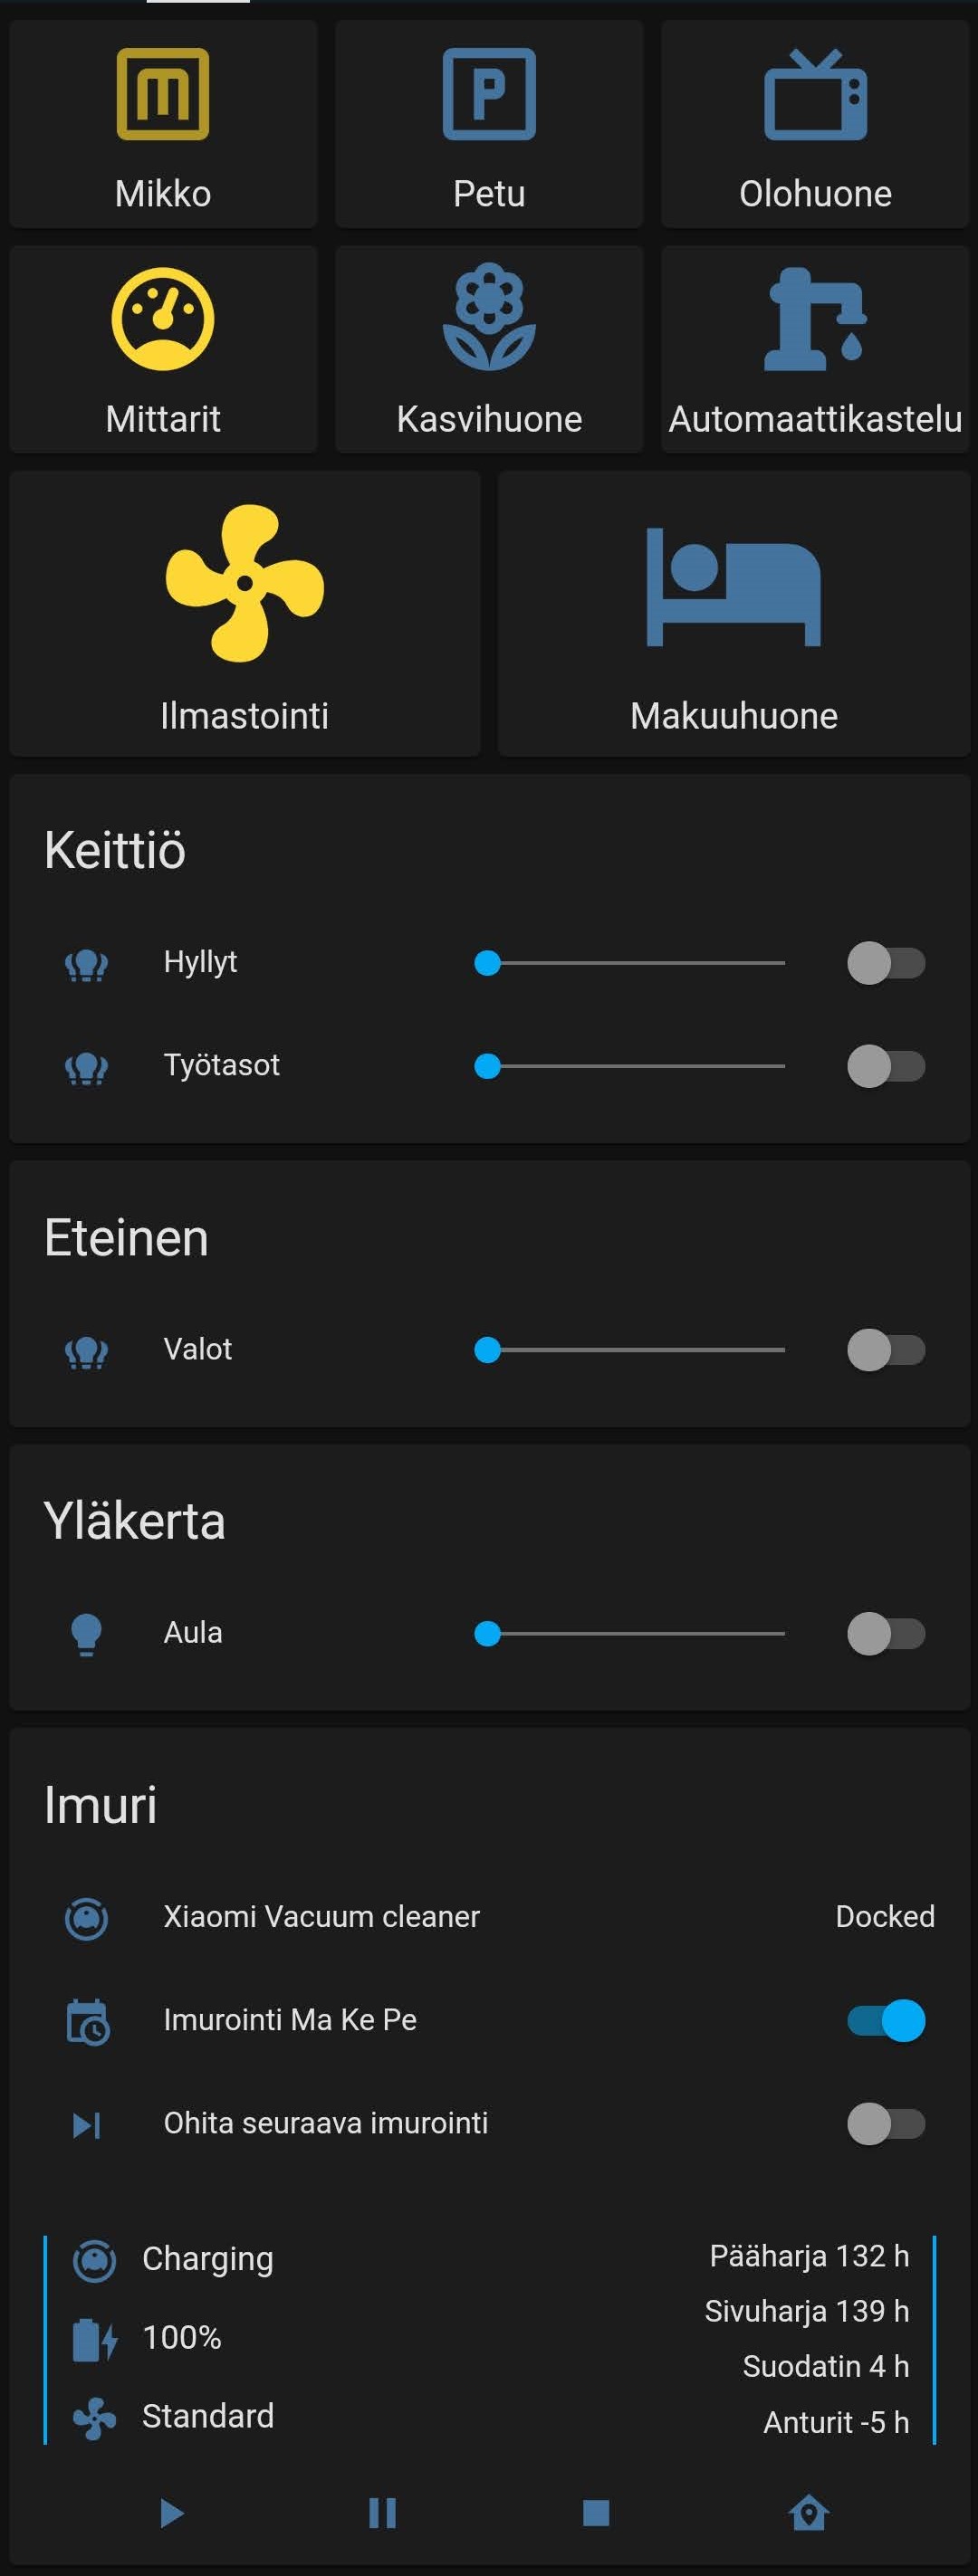 M
P
Mikko
Petu
Olohuone
Mittarit
Kasvihuone
Automaattikastelu
Ilmastointi
Makuuhuone
Keittiö
Hyllyt
Työtasot
Eteinen
Valot
Yläkerta
Aula
Imuri
Xiaomi Vacuum cleaner Docked
Imurointi Ma Ke Pe
Ohita seuraava imurointi
Charging
100%
Standard
Pääharja 132 h
Sivuharja 139 h
Suodatin 4 h
Anturit -5 h